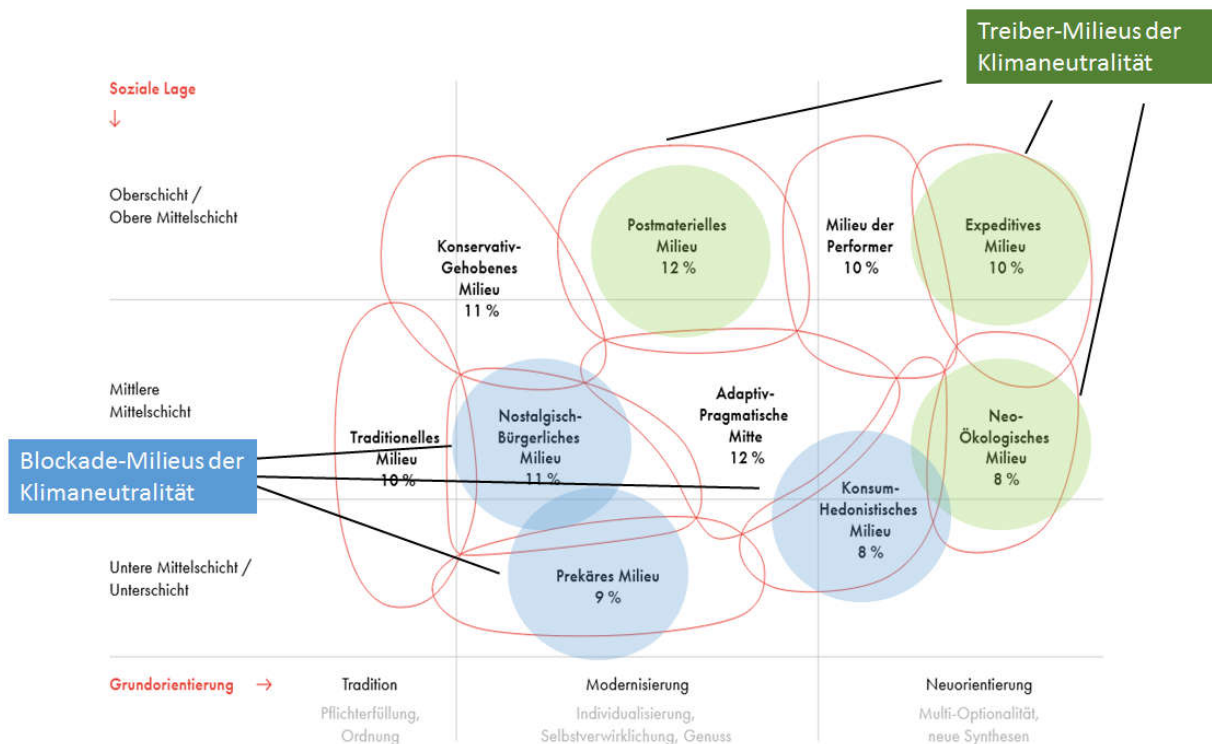 Treiber-Milieus der
Klimaneutralität
Soziale Lage
↓
Oberschicht /
Obere Mittelschicht
Konservativ-
Gehobenes
Milieu
11 %
Postmaterielles
Milieu
12 %
Milieu der
Performer
10 %
Expeditives
Milieu
10 %
Mittlere
Mittelschicht
Blockade-Milieus der
Klimaneutralität
Traditionelles
Milieu
10 %
Nostalgisch-
Bürgerliches
Milieu
11 %
Adaptiv-
Pragmatische
Mitte
12 %
Neo-
Ökologisches
Milieu
8 %
Konsum-
Hedonistisches
Milieu
8 %
Untere Mittelschicht /
Unterschicht
Prekäres Milieu
9 %
Grundorientierung →
Tradition
Pflichterfüllung,
Ordnung
Modernisierung
Individualisierung,
Selbstverwirklichung, Genuss
Neuorientierung
Multi-Optionalität,
neue Synthesen